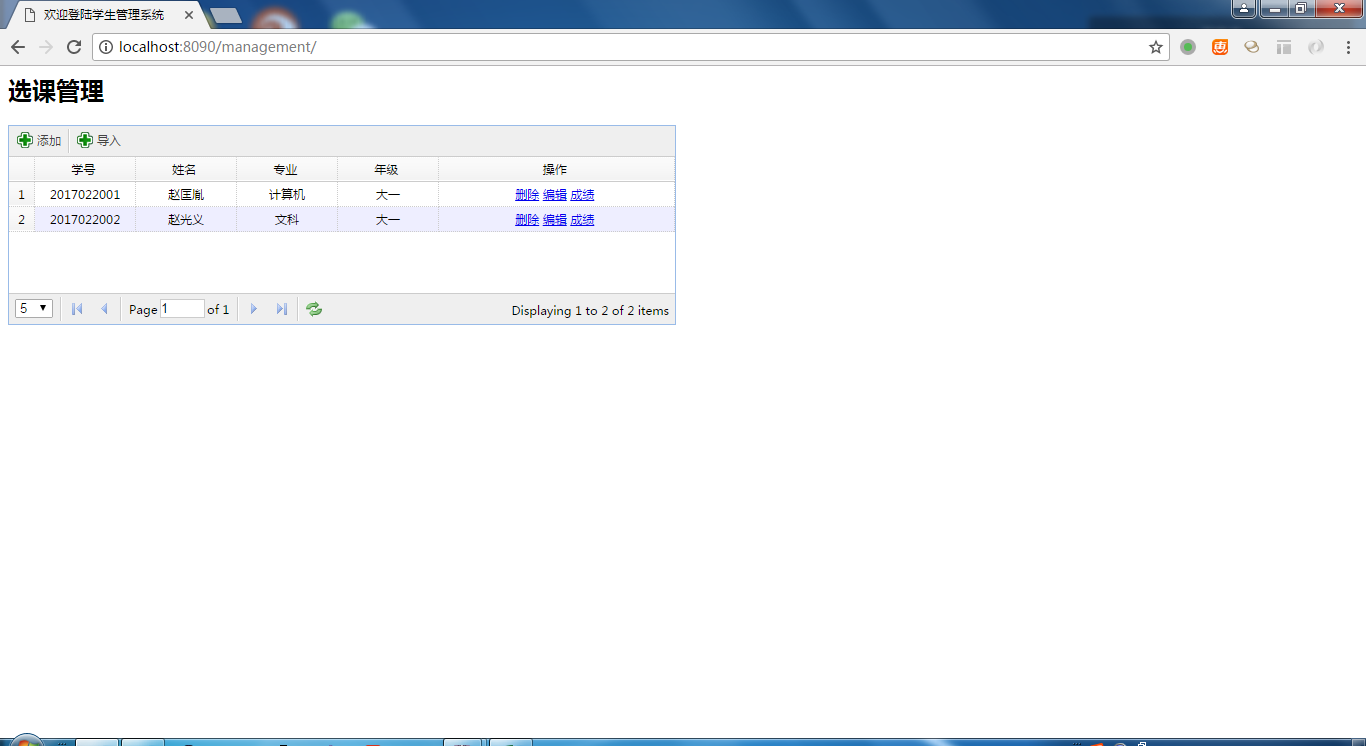 欢迎登陆学生管理系统
localhost:8090/management/
选课管理
添加 导入
学号 姓名 专业 年级 操作
1 2017022001 赵匡胤 计算机 大一 删除 编辑 成绩
2 2017022002 赵光义 文科 大一 删除 编辑 成绩
5 Page 1 of 1 Displaying 1 to 2 of 2 items